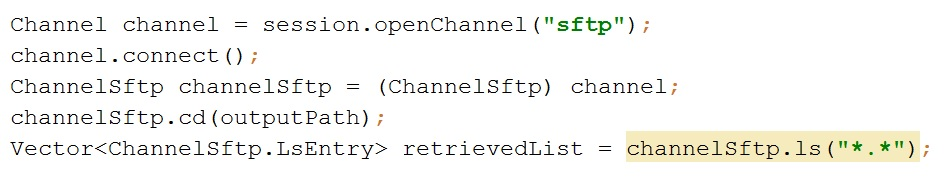 Channel channel = session.openChannel("sftp");
channel.connect();
ChannelSftp channelSftp = (ChannelSftp) channel;
channelSftp.cd(outputPath);
Vector<ChannelSftp.LsEntry> retrievedList = channelSftp.ls("*.*");